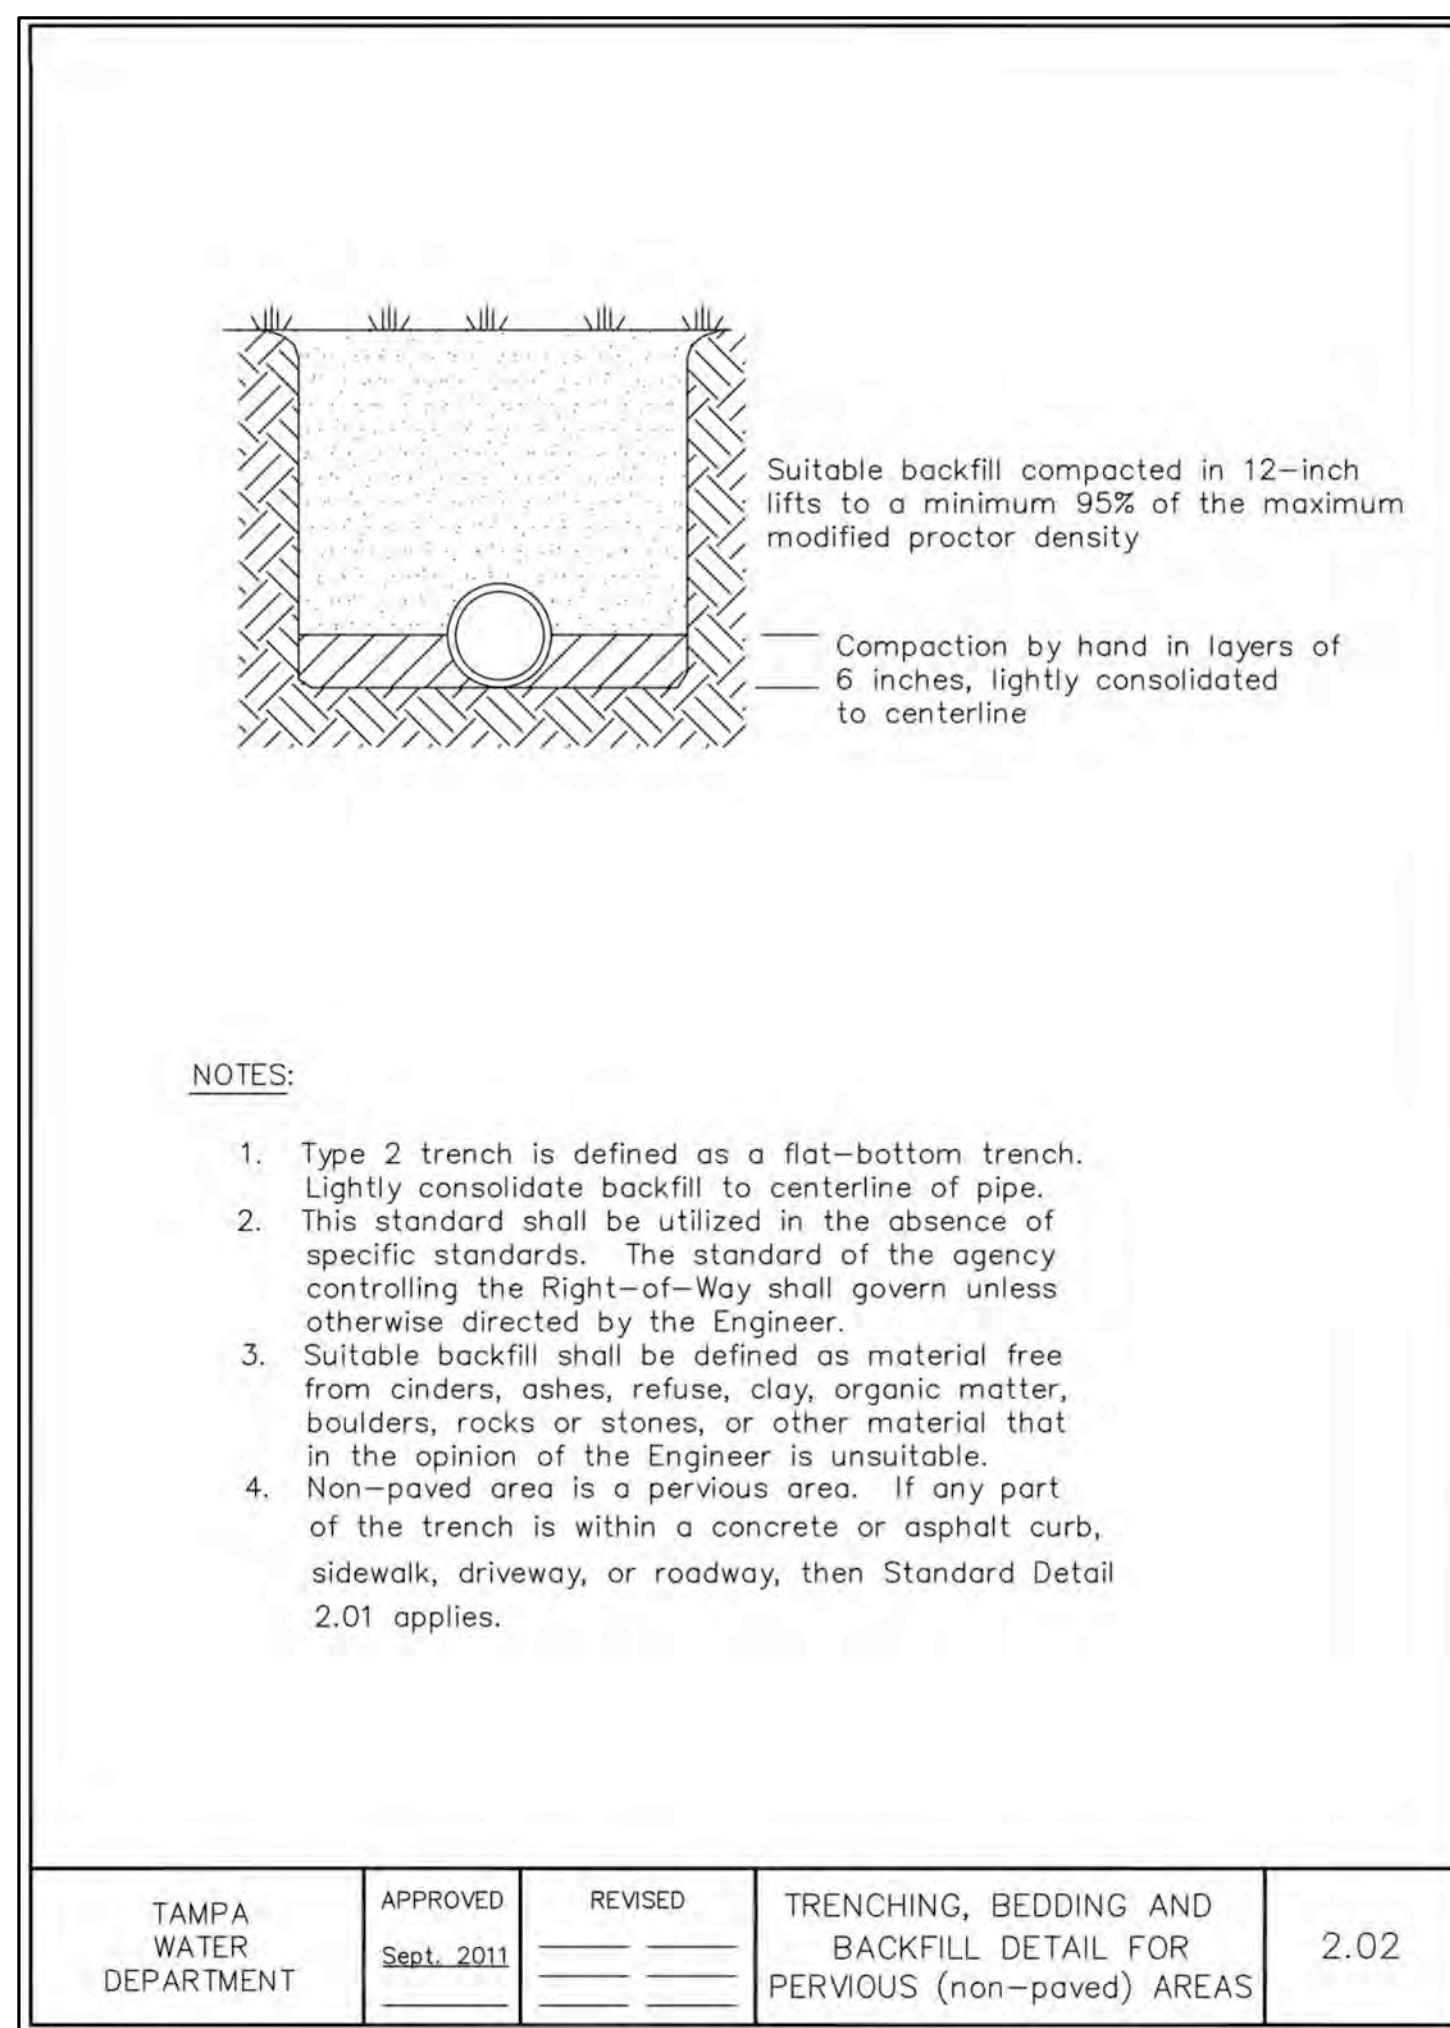 Suitable backfill compacted in 12-inch
lifts to a minimum 95% of the maximum
modified proctor density
Compaction by hand in layers of
6 inches, lightly consolidated
to centerline
NOTES:
1. Type 2 trench is defined as a flat-bottom trench.
Lightly consolidate backfill to centerline of pipe.
2. This standard shall be utilized in the absence of
specific standards. The standard of the agency
controlling the Right-of-Way shall govern unless
otherwise directed by the Engineer.
3. Suitable backfill shall be defined as material free
from cinders, ashes, refuse, clay, organic matter,
boulders, rocks or stones, or other material that
in the opinion of the Engineer is unsuitable.
4. Non-paved area is a pervious area. If any part
of the trench is within a concrete or asphalt curb,
sidewalk, driveway, or roadway, then Standard Detail
2.01 applies.
TAMPA
WATER
DEPARTMENT
APPROVED
Sept. 2011
REVISED
TRENCHING, BEDDING AND
BACKFILL DETAIL FOR
PERVIOUS (non-paved) AREAS
2.02